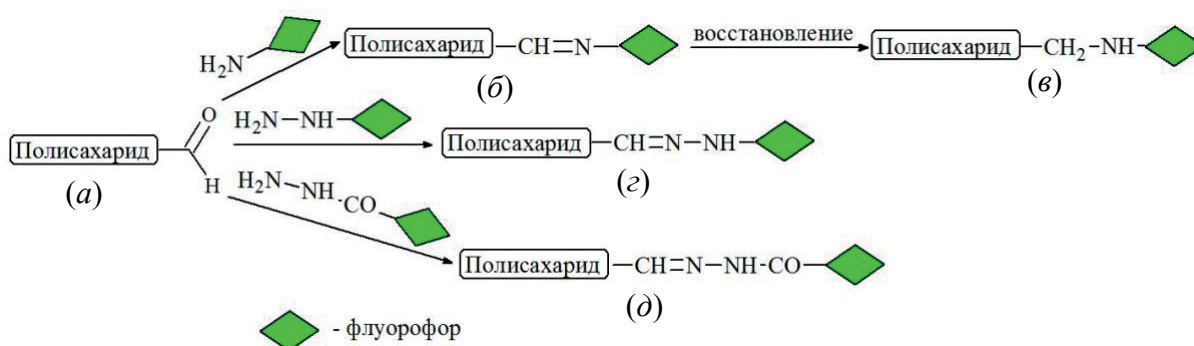 H₂N
Полисахарид—CH=N
восстановление
Полисахарид—CH₂—NH
(б)
(в)
Полисахарид
O
H
(а)
H₂N—NH
Полисахарид—CH=N—NH
(г)
H₂N—NH—CO
Полисахарид—CH=N—NH-CO
(д)
- флуорофор